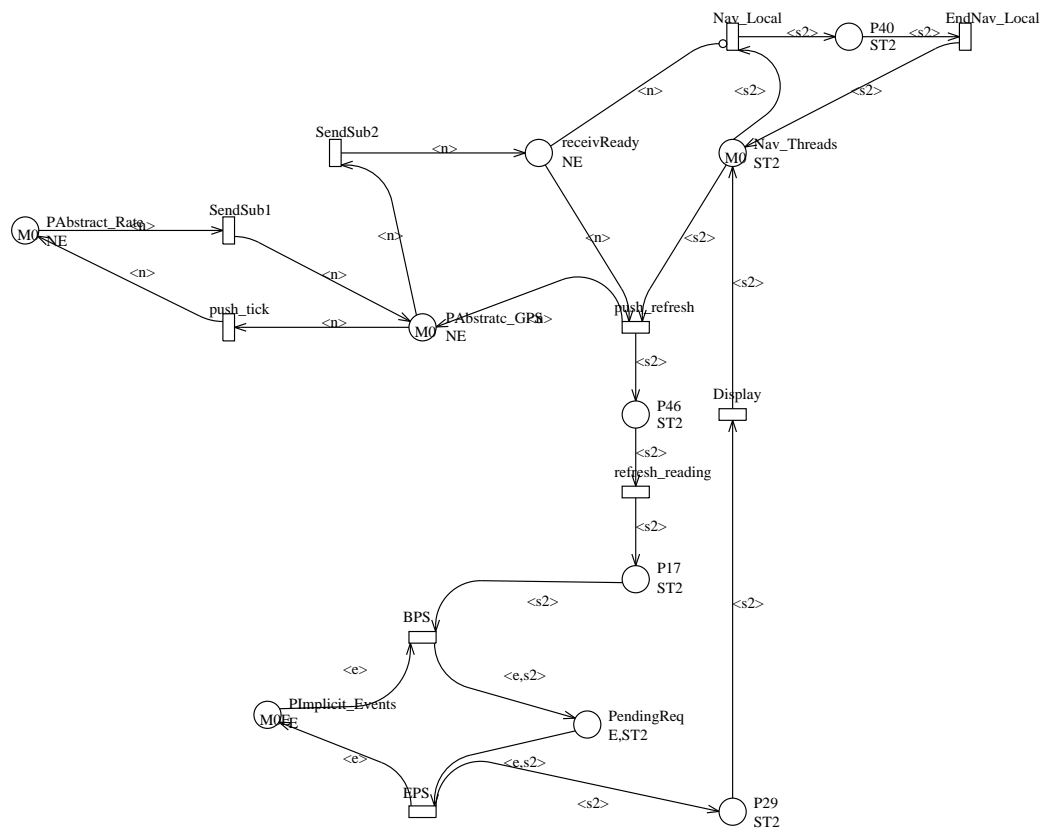 Nav_Local
EndNav_Local
<s2>
P40
ST2
<s2>
<n>
<s2>
<s2>
SendSub2
<n>
receivReady
NE
M0
Nav_Threads
ST2
SendSub1
M0
PAbstract_Rate
NE
<n>
<n>
<n>
<s2>
<n>
<n>
<s2>
push_tick
<n>
M0
PAbstratc_GPS
NE
<n>
push_refresh
<s2>
P46
ST2
Display
<s2>
refresh_reading
<s2>
P17
ST2
<s2>
<s2>
BPS
<e>
<e,s2>
M0E
PImplicit_Events
E
PendingReq
E,ST2
<e>
<e,s2>
EPS
<s2>
P29
ST2